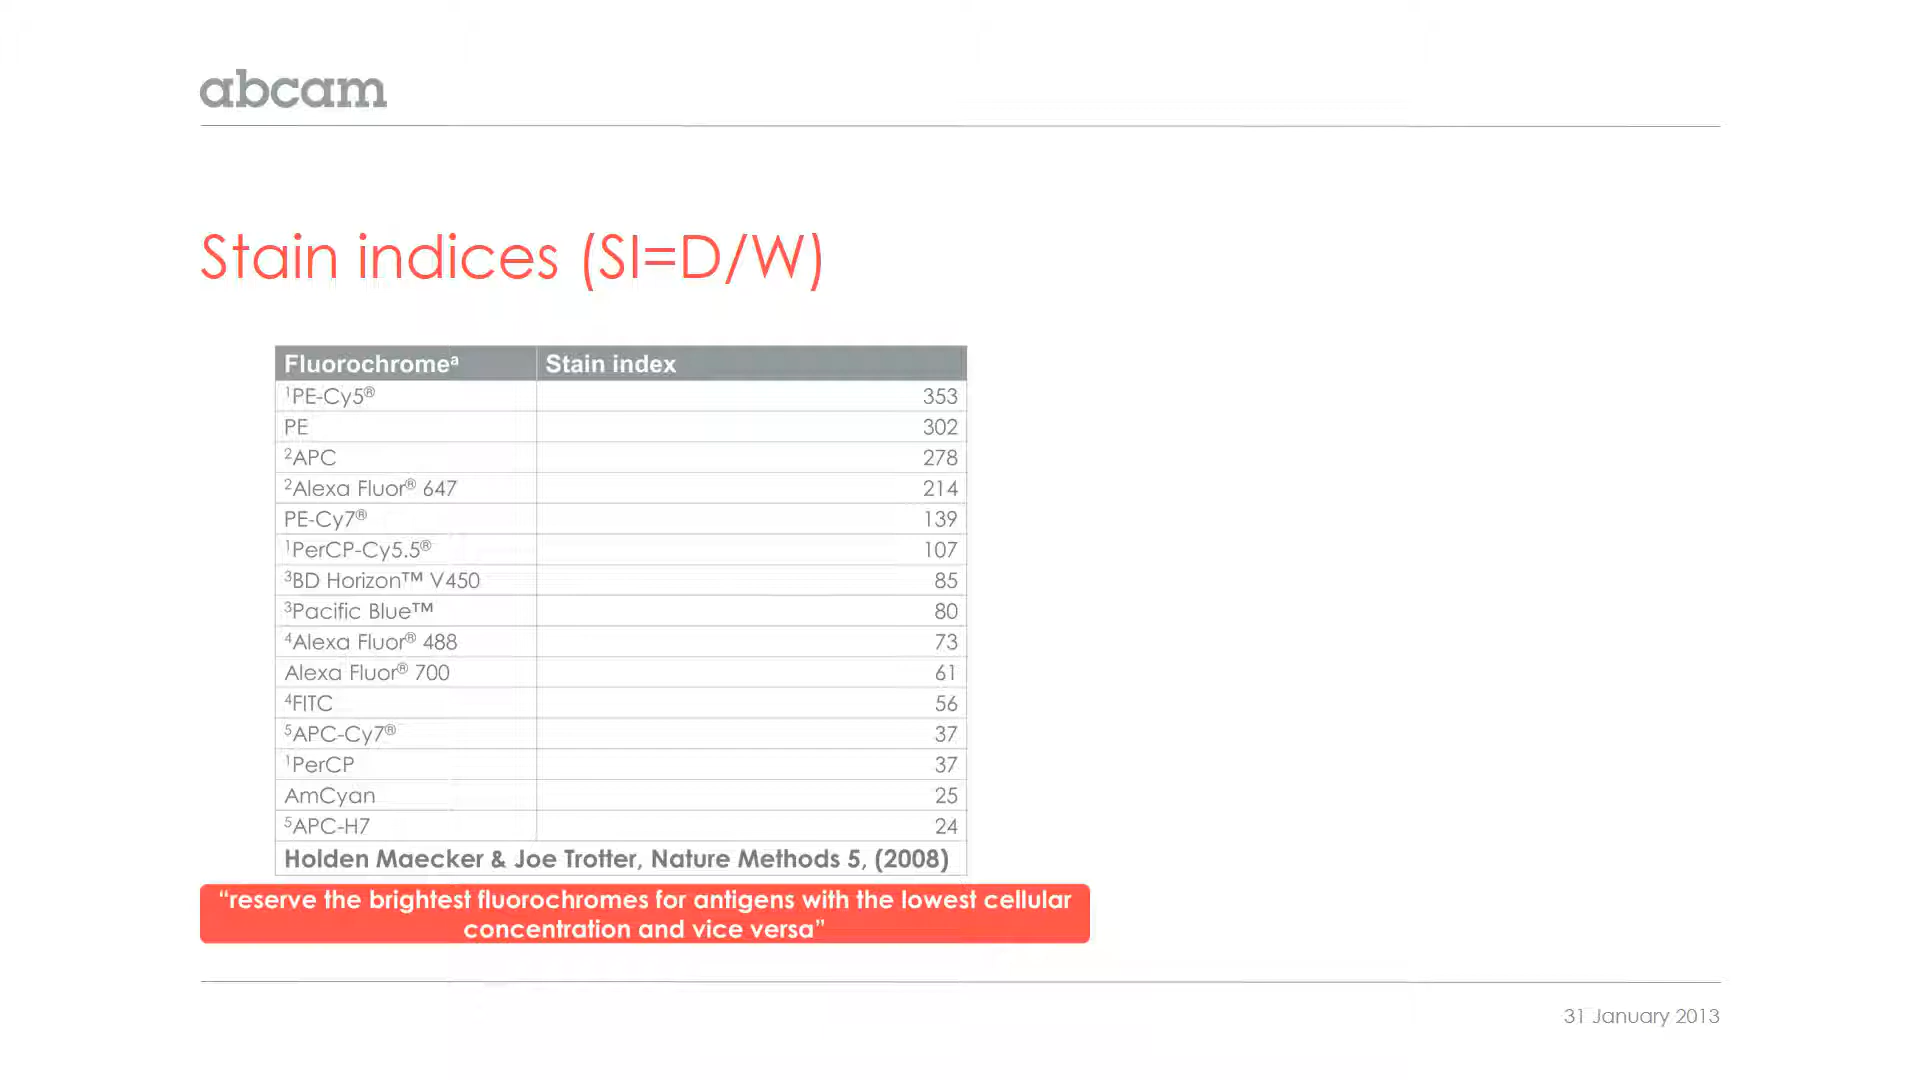 abcam
Stain indices (SI=D/W)
Fluorochromeᵃ Stain index
¹PE-Cy5® 353
PE 302
²APC 278
²Alexa Fluor® 647 214
PE-Cy7® 139
¹PerCP-Cy5.5® 107
³BD Horizon™ V450 85
³Pacific Blue™ 80
⁴Alexa Fluor® 488 73
Alexa Fluor® 700 61
⁴FITC 56
⁵APC-Cy7® 37
¹PerCP 37
AmCyan 25
⁵APC-H7 24
Holden Maecker & Joe Trotter, Nature Methods 5, (2008)
“reserve the brightest fluorochromes for antigens with the lowest cellular
concentration and vice versa”
31 January 2013